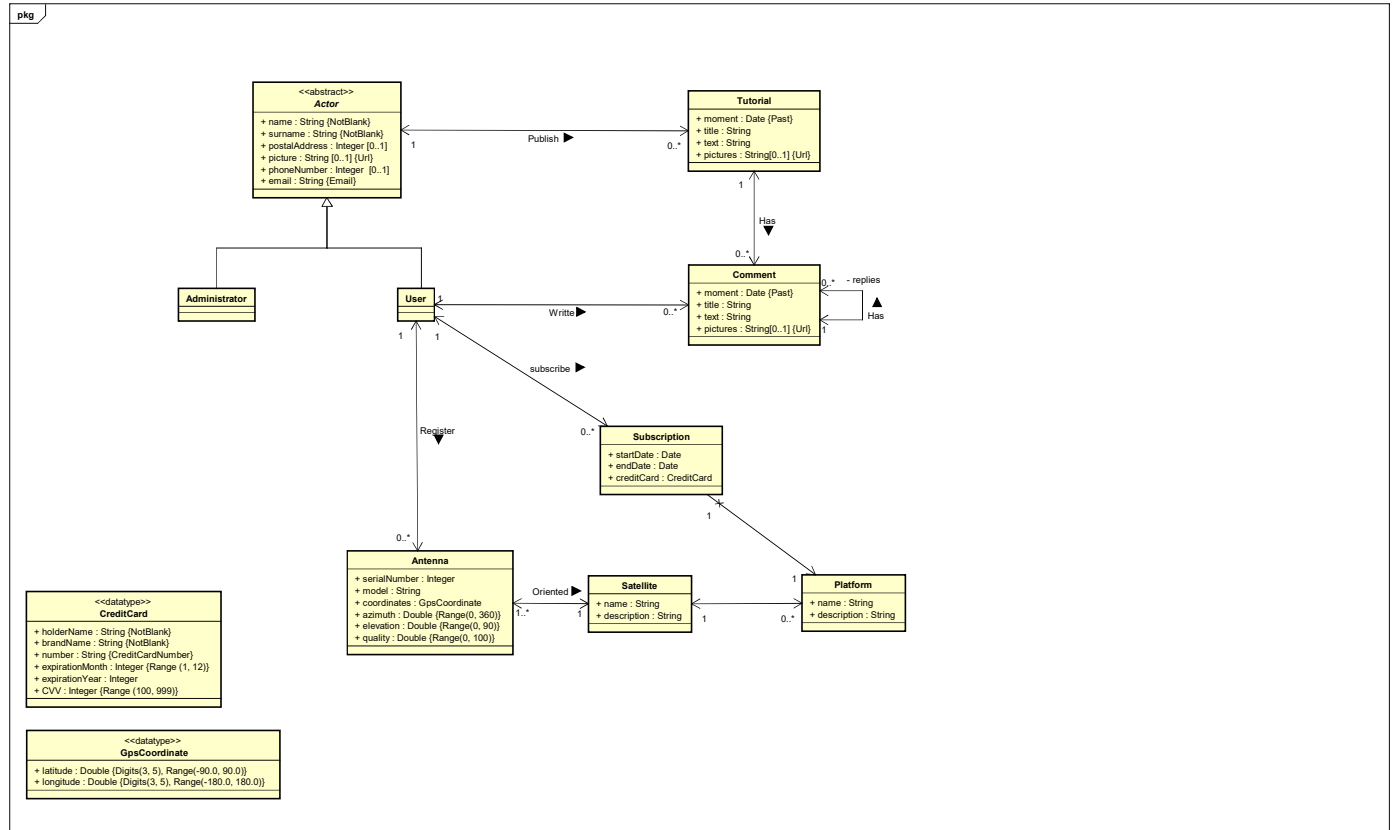 pkg
<<abstract>>
Actor
+ name : String {NotBlank}
+ surname : String {NotBlank}
+ postalAddress : Integer [0..1]
+ picture : String [0..1] {Url}
+ phoneNumber : Integer  [0..1]
+ email : String {Email}
1
Publish
0..*
Tutorial
+ moment : Date {Past}
+ title : String
+ text : String
+ pictures : String[0..1] {Url}
1
Has
0..*
Administrator
User
1
Writte
0..*
Comment
+ moment : Date {Past}
+ title : String
+ text : String
+ pictures : String[0..1] {Url}
0..*
- replies
Has
1
1
1
subscribe
0..*
Register
0..*
Subscription
+ startDate : Date
+ endDate : Date
+ creditCard : CreditCard
1
1
Antenna
+ serialNumber : Integer
+ model : String
+ coordinates : GpsCoordinate
+ azimuth : Double {Range(0, 360)}
+ elevation : Double {Range(0, 90)}
+ quality : Double {Range(0, 100)}
Oriented
1..*
1
Satellite
+ name : String
+ description : String
1
0..*
Platform
+ name : String
+ description : String
<<datatype>>
CreditCard
+ holderName : String {NotBlank}
+ brandName : String {NotBlank}
+ number : String {CreditCardNumber}
+ expirationMonth : Integer {Range (1, 12)}
+ expirationYear : Integer
+ CVV : Integer {Range (100, 999)}
<<datatype>>
GpsCoordinate
+ latitude : Double {Digits(3, 5), Range(-90.0, 90.0)}
+ longitude : Double {Digits(3, 5), Range(-180.0, 180.0)}